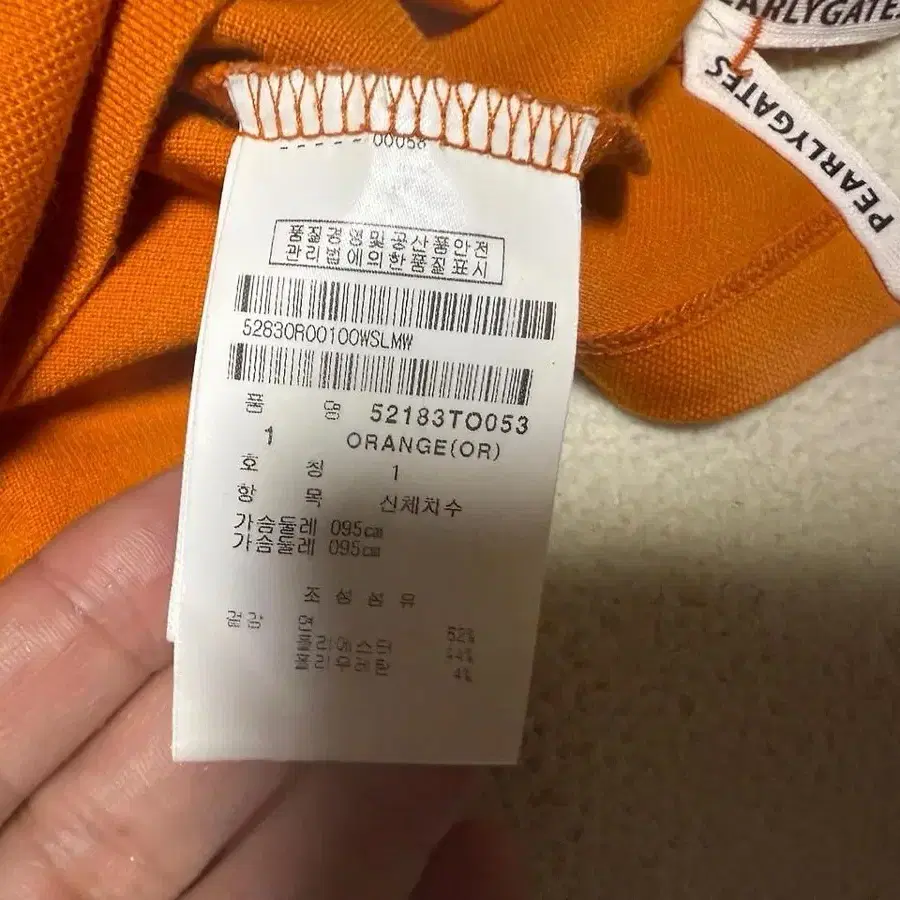 EARLYGATES
PEARLYGATES
00058
품질경영및공산품안전
관리법에의한품질표시
52830R00100WSLMW
품 명 52183TO053
1 ORANGE(OR)
호 칭 1
항 목 신체치수
가슴둘레 095㎝
가슴둘레 095㎝
조성섬유
겉감 면 52%
폴리에스터 44%
폴리우레탄 4%